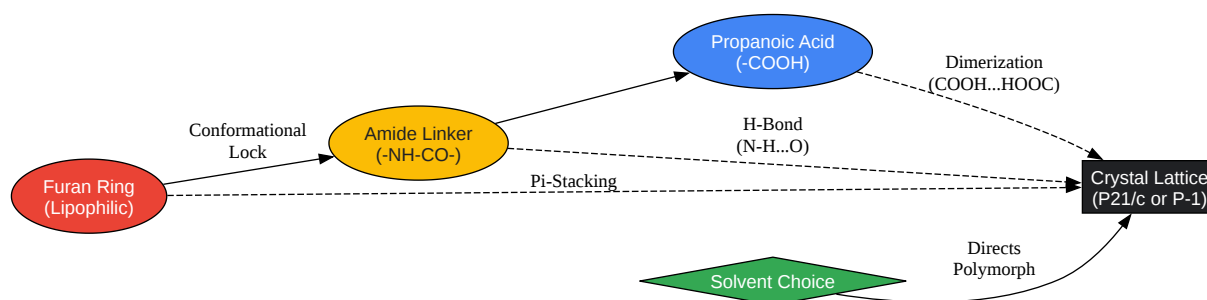 Propanoic Acid
(-COOH)
Dimerization
(COOH...HOOC)
Conformational
Lock
Amide Linker
(-NH-CO-)
H-Bond
(N-H...O)
Furan Ring
(Lipophilic)
Pi-Stacking
Crystal Lattice
(P21/c or P-1)
Directs
Polymorph
Solvent Choice